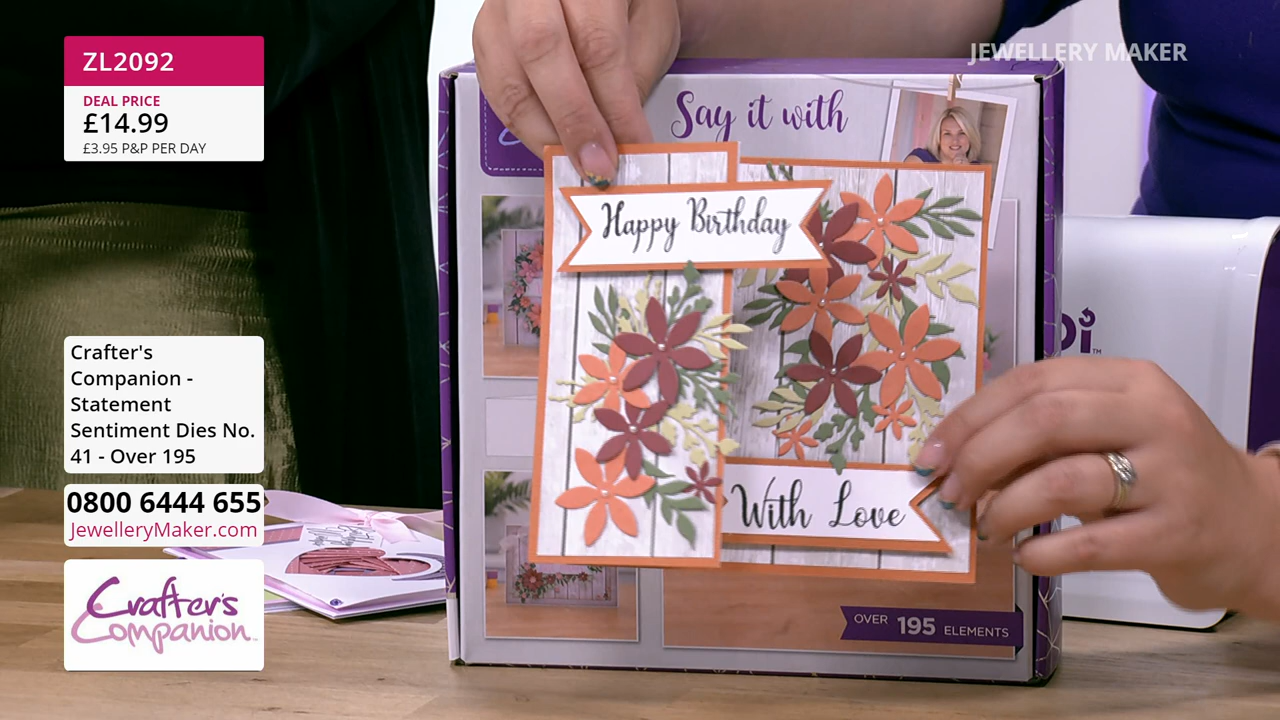 ZL2092
DEAL PRICE
£14.99
£3.95 P&P PER DAY
Crafter's
Companion -
Statement
Sentiment Dies No.
41 - Over 195
0800 6444 655
JewelleryMaker.com
Crafter's
Companion
JEWELLERY MAKER
Say it with
Happy Birthday
With Love
OVER 195 ELEMENTS